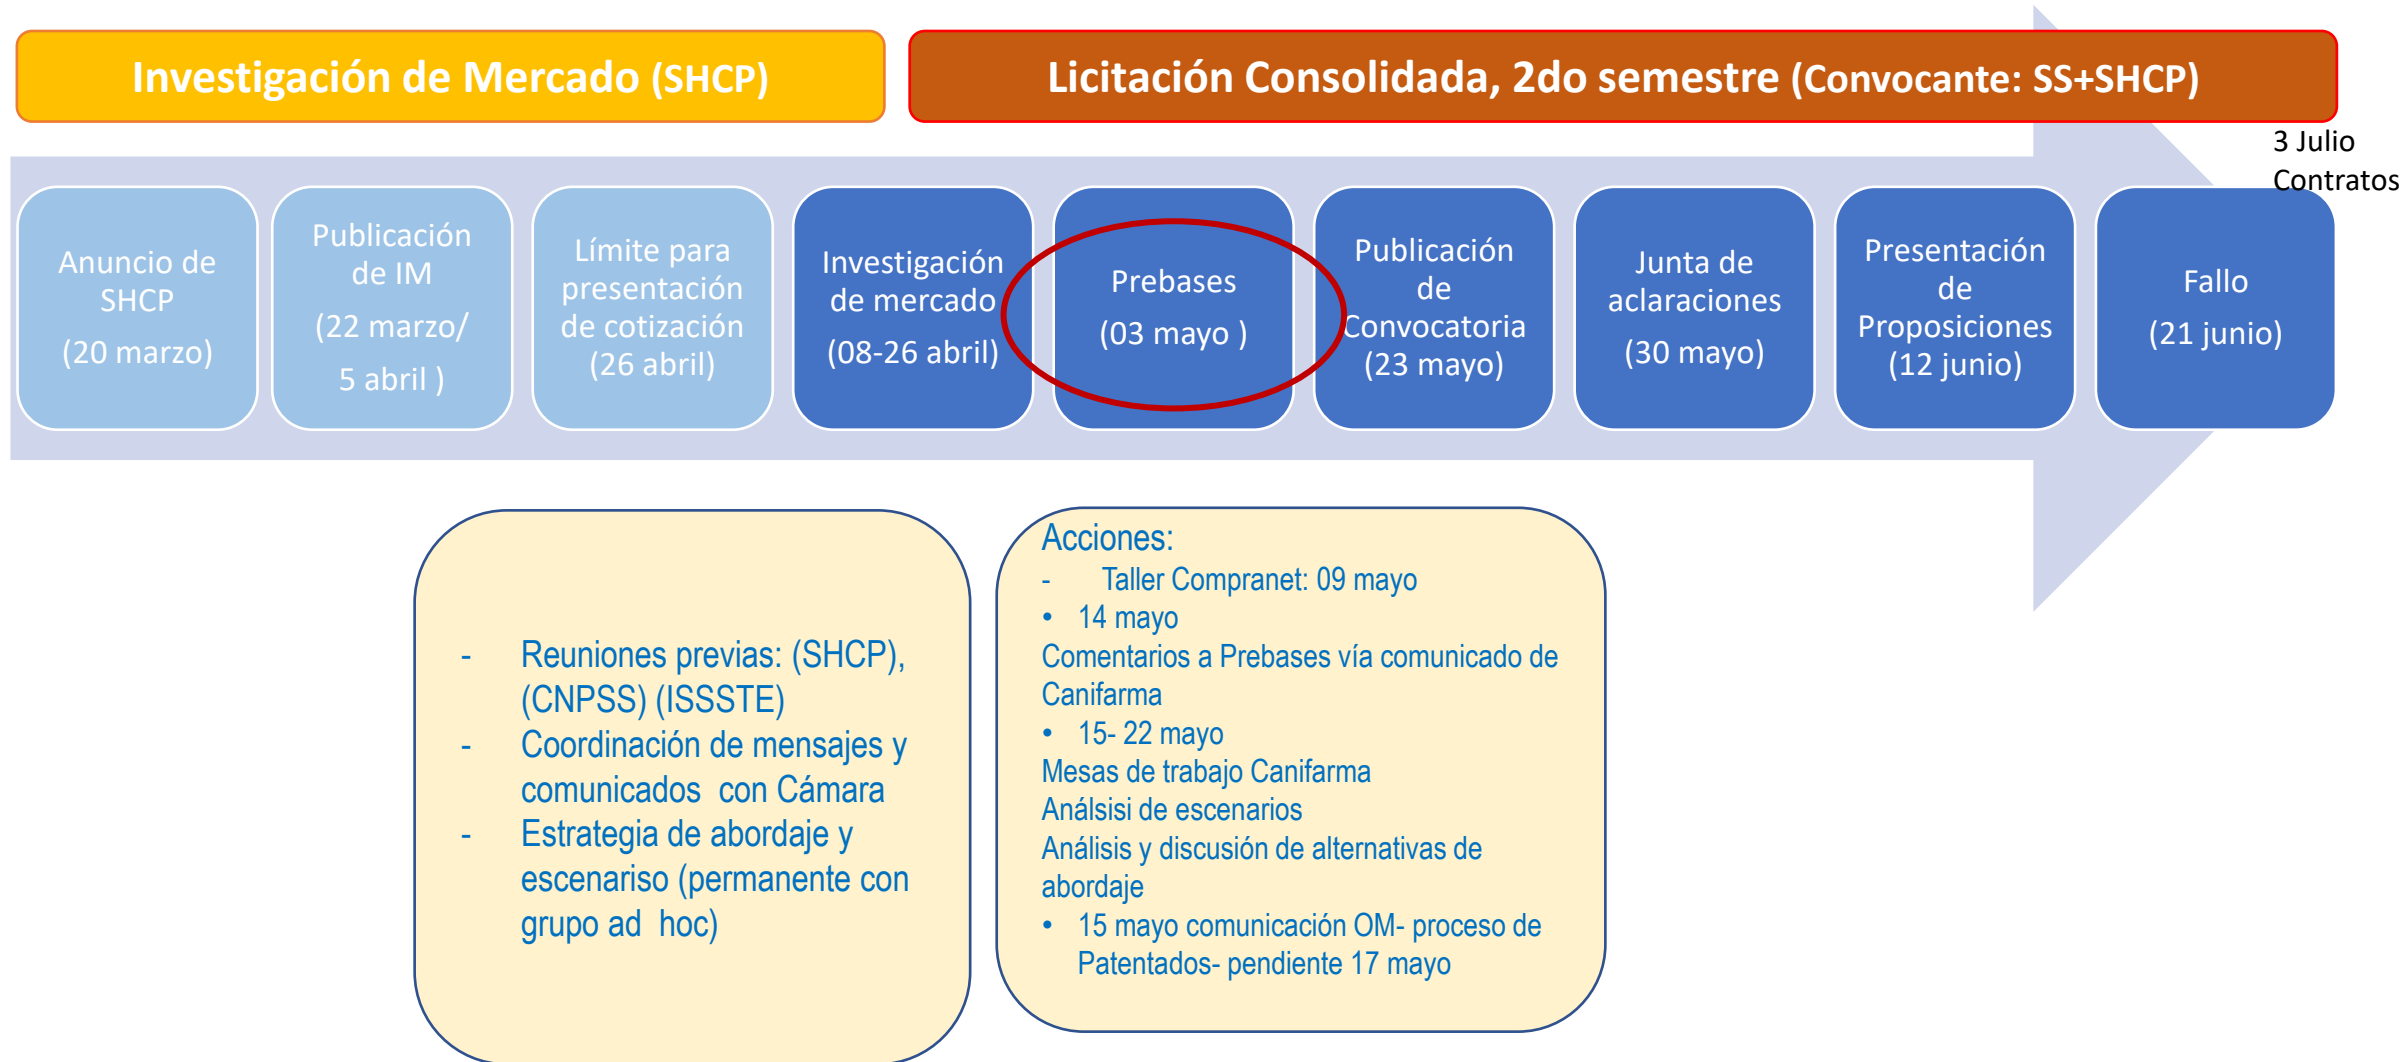 Investigación de Mercado (SHCP)
Licitación Consolidada, 2do semestre (Convocante: SS+SHCP)
3 Julio
Contratos
Anuncio de
SHCP
(20 marzo)
Publicación
de IM
(22 marzo/
5 abril )
Límite para
presentación
de cotización
(26 abril)
Investigación
de mercado
(08-26 abril)
Prebases
(03 mayo )
Publicación
de
Convocatoria
(23 mayo)
Junta de
aclaraciones
(30 mayo)
Presentación
de
Proposiciones
(12 junio)
Fallo
(21 junio)
- Reuniones previas: (SHCP),
(CNPSS) (ISSSTE)
- Coordinación de mensajes y
comunicados con Cámara
- Estrategia de abordaje y
escenariso (permanente con
grupo ad hoc)
Acciones:
- Taller Compranet: 09 mayo
• 14 mayo
Comentarios a Prebases vía comunicado de
Canifarma
• 15- 22 mayo
Mesas de trabajo Canifarma
Análsisi de escenarios
Análisis y discusión de alternativas de
abordaje
• 15 mayo comunicación OM- proceso de
Patentados- pendiente 17 mayo